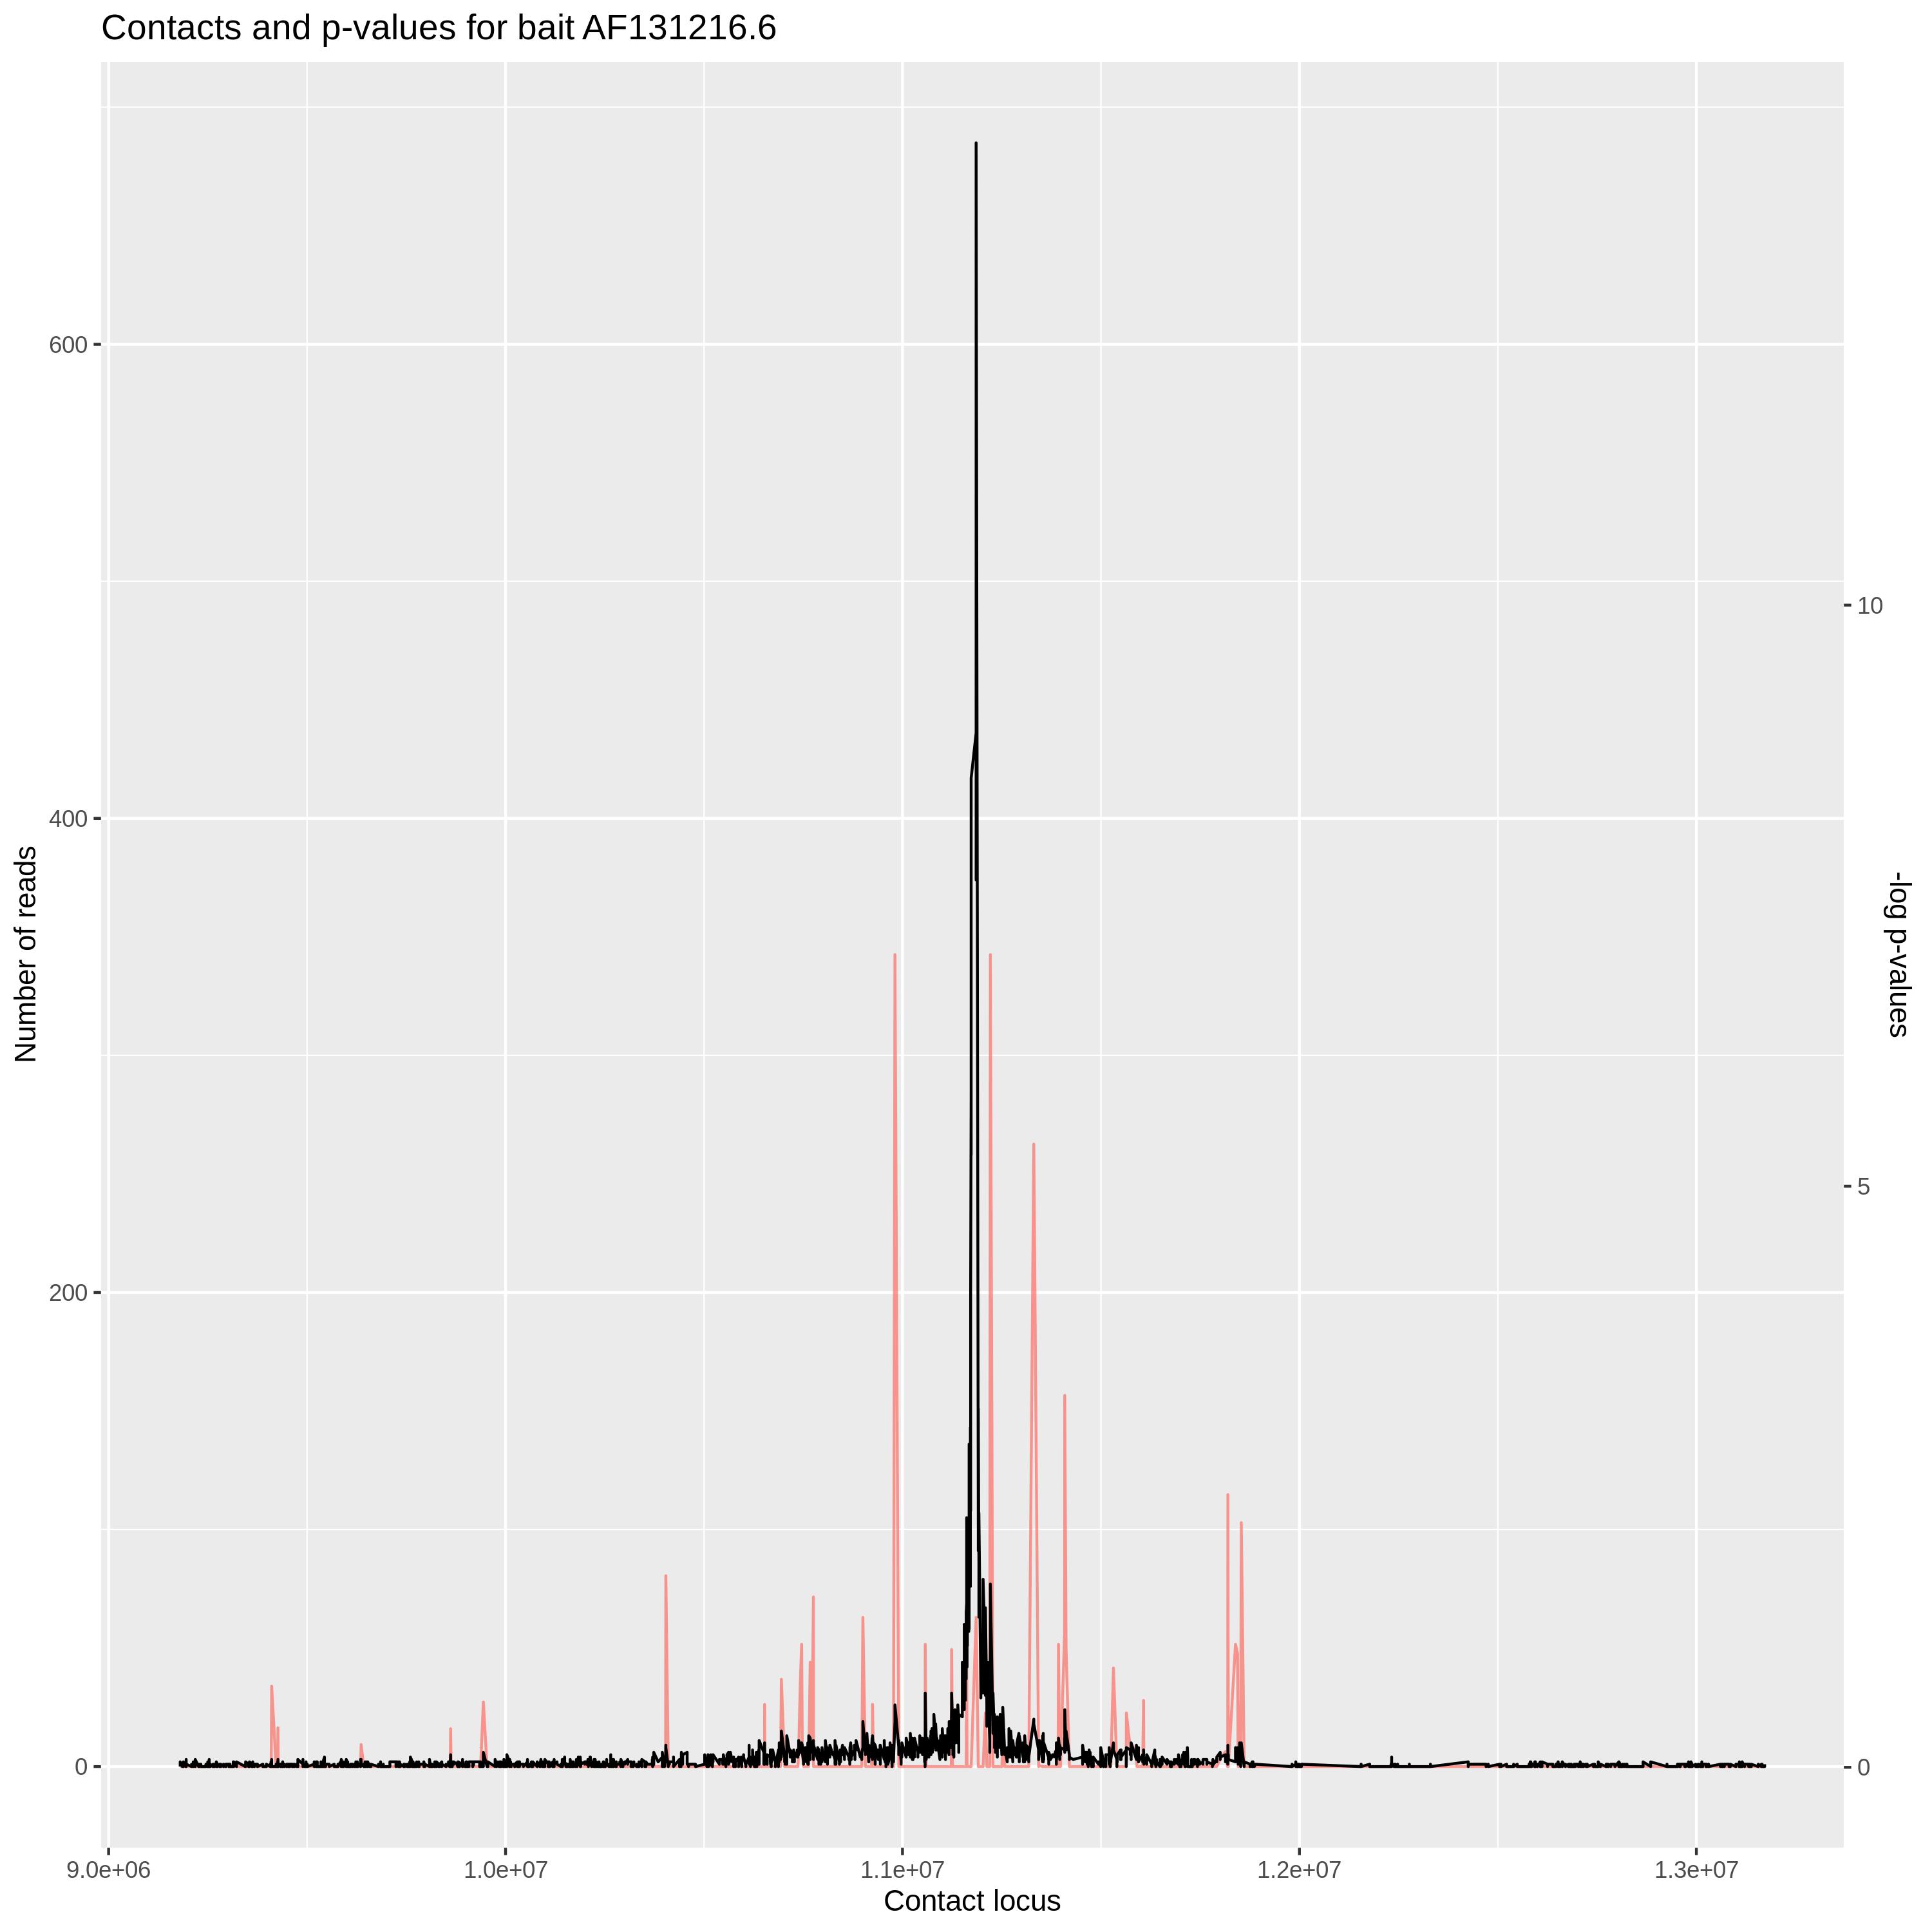 Contacts and p-values for bait AF131216.6
600
400
200
0
Number of reads
10
5
0
-log p-values
9.0e+06
1.0e+07
1.1e+07
1.2e+07
1.3e+07
Contact locus